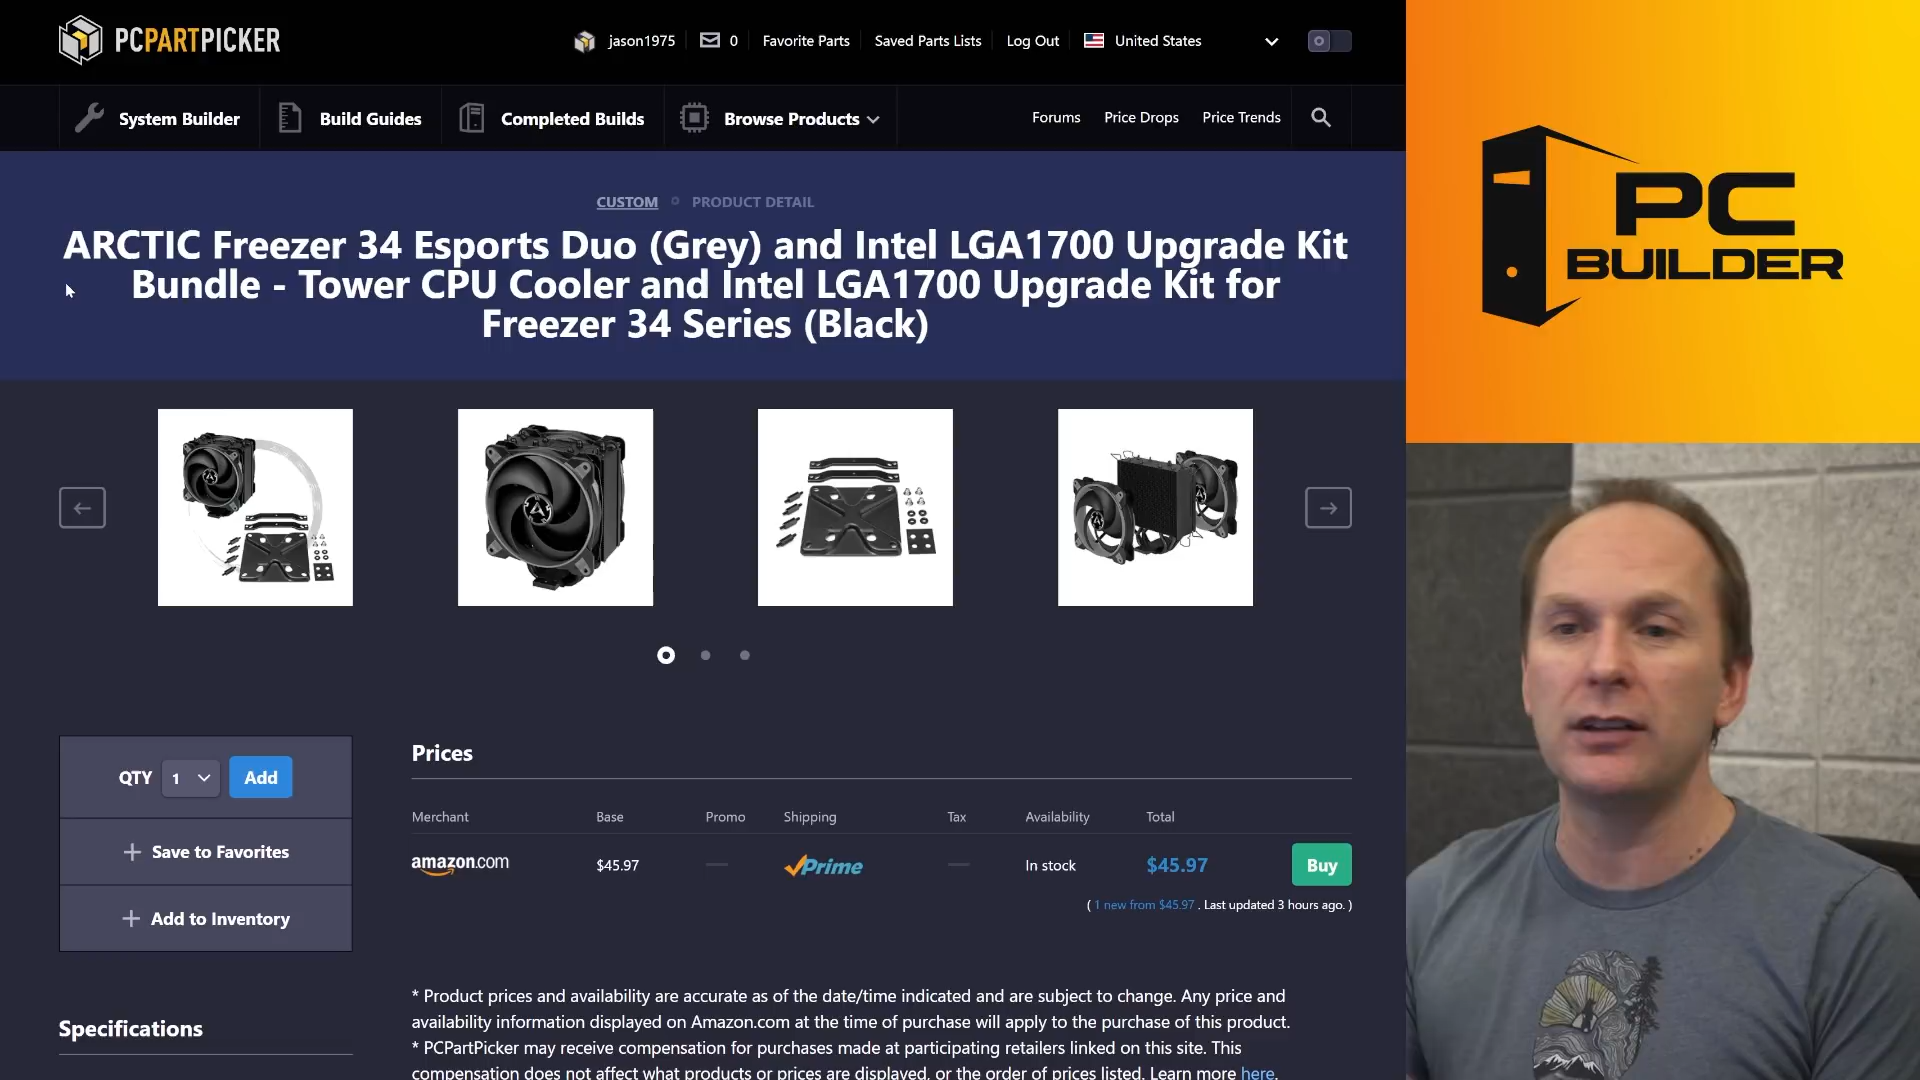 PCPARTPICKER
jason1975
0
Favorite Parts
Saved Parts Lists
Log Out
United States
System Builder
Build Guides
Completed Builds
Browse Products
Forums
Price Drops
Price Trends
CUSTOM
PRODUCT DETAIL
ARCTIC Freezer 34 Esports Duo (Grey) and Intel LGA1700 Upgrade Kit
Bundle - Tower CPU Cooler and Intel LGA1700 Upgrade Kit for
Freezer 34 Series (Black)
PC
BUILDER
QTY 1 Add
+ Save to Favorites
+ Add to Inventory
Specifications
Prices
Merchant Base Promo Shipping Tax Availability Total
amazon.com $45.97 — Prime — In stock $45.97 Buy
( 1 new from $45.97 . Last updated 3 hours ago. )
* Product prices and availability are accurate as of the date/time indicated and are subject to change. Any price and
availability information displayed on Amazon.com at the time of purchase will apply to the purchase of this product.
* PCPartPicker may receive compensation for purchases made at participating retailers linked on this site. This
compensation does not affect what products or prices are displayed, or the order of prices listed. Learn more here.